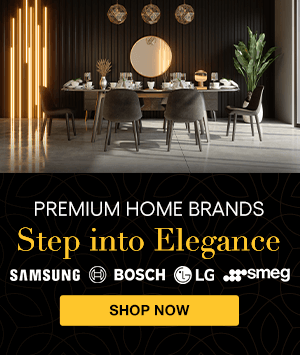 PREMIUM HOME BRANDS
Step into Elegance
SAMSUNG BOSCH LG smeg
SHOP NOW